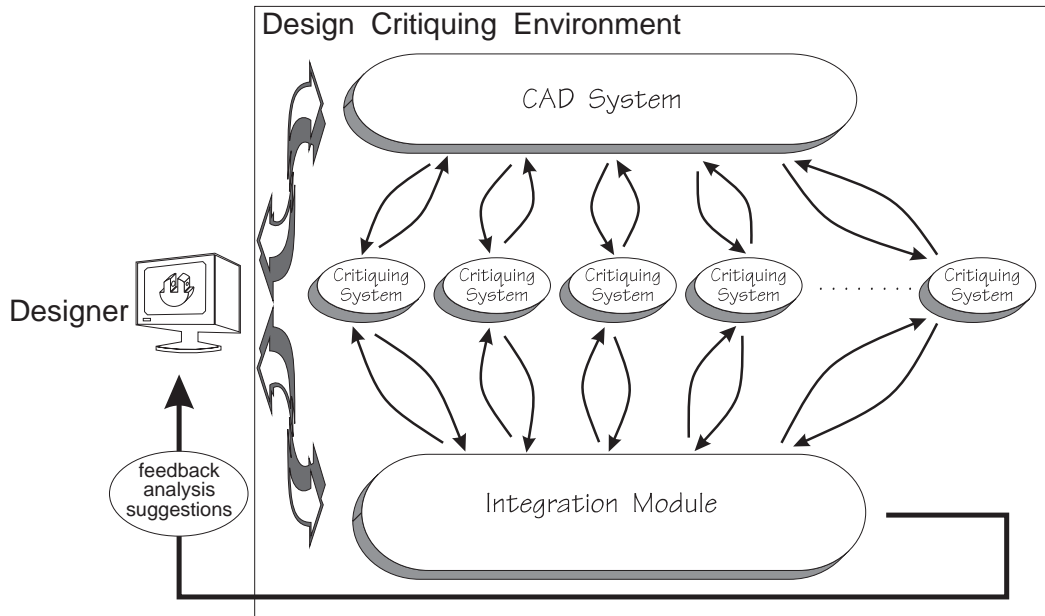 Design Critiquing Environment
CAD System
Critiquing
System
Critiquing
System
Critiquing
System
Critiquing
System
Critiquing
System
Designer
feedback
analysis
suggestions
Integration Module